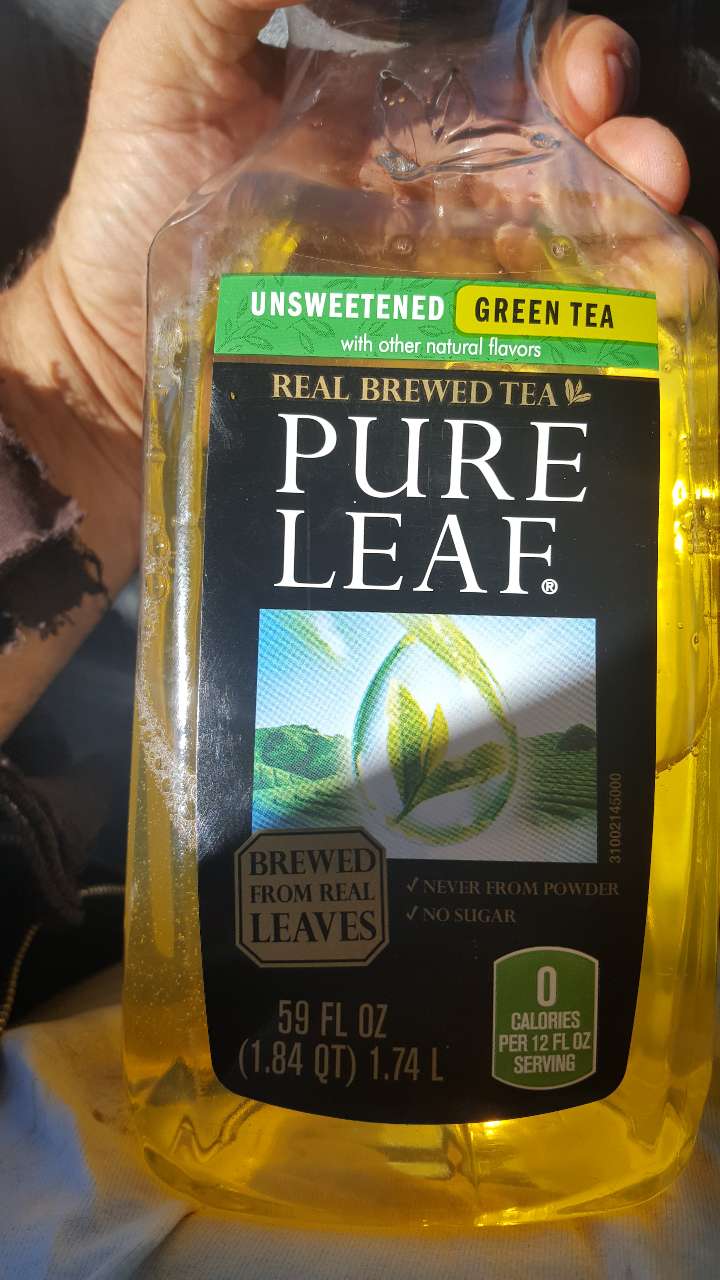 UNSWEETENED GREEN TEA
with other natural flavors
REAL BREWED TEA
PURE
LEAF®
31002145000
BREWED
FROM REAL
LEAVES
✓ NEVER FROM POWDER
✓ NO SUGAR
59 FL OZ
(1.84 QT) 1.74 L
0
CALORIES
PER 12 FL OZ
SERVING